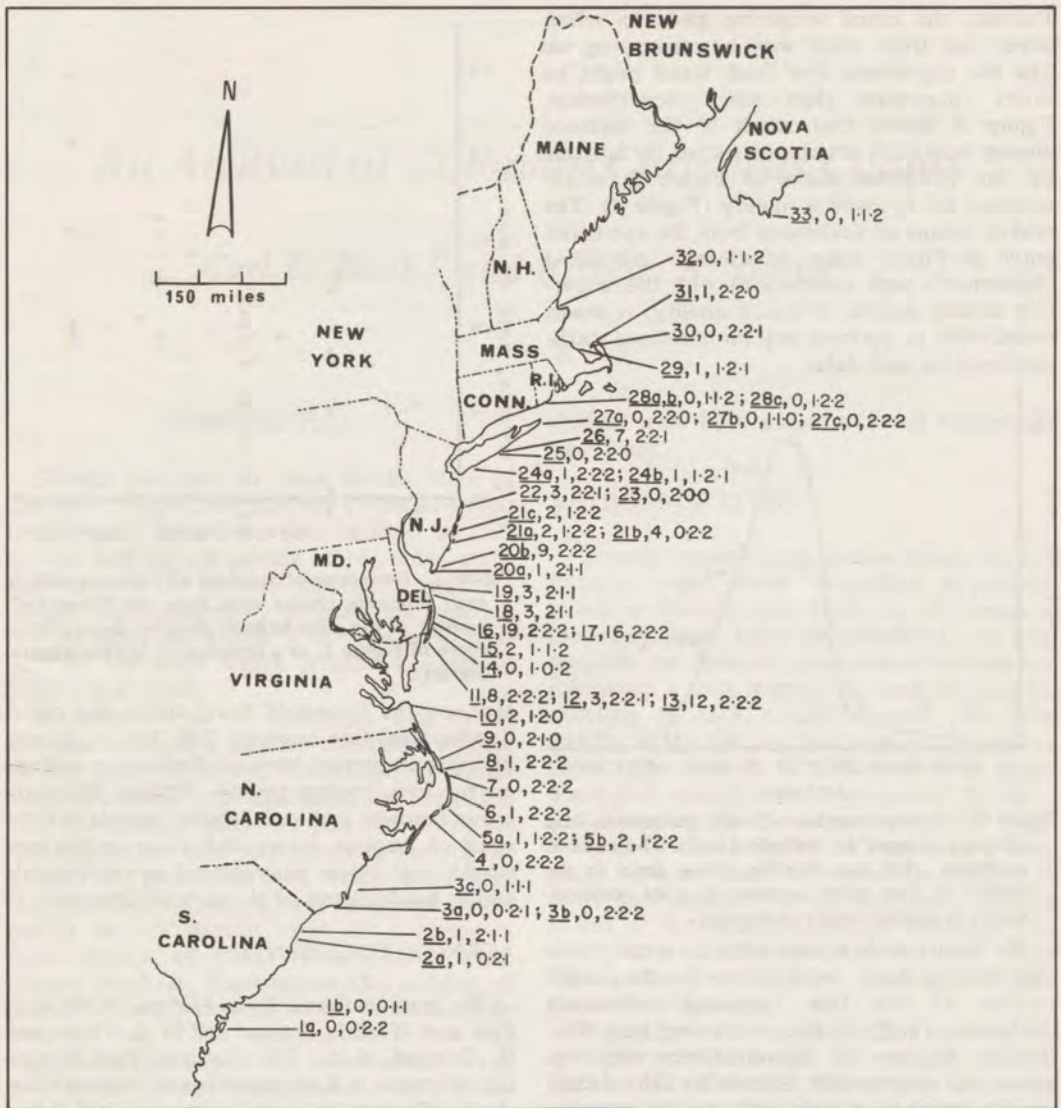 NEW
BRUNSWICK
N
MAINE
NOVA
SCOTIA
33, 0, 1·1·2
N.H.
32, 0, 1·1·2
150 miles
31, 1, 2·2·0
NEW
YORK
30, 0, 2·2·1
MASS
29, 1, 1·2·1
R.I.
CONN.
28a,b, 0, 1·1·2 ; 28c, 0, 1·2·2
27a, 0, 2·2·0; 27b, 0, 1·1·0; 27c, 0, 2·2·2
26, 7, 2·2·1
25, 0, 2·2·0
24a, 1, 2·2·2; 24b, 1, 1·2·1
22, 3, 2·2·1; 23, 0, 2·0·0
21c, 2, 1·2·2
N.J.
21a, 2, 1·2·2; 21b, 4, 0·2·2
20b, 9, 2·2·2
MD.
20a, 1, 2·1·1
DEL
19, 3, 2·1·1
18, 3, 2·1·1
16, 19, 2·2·2; 17, 16, 2·2·2
15, 2, 1·1·2
14, 0, 1·0·2
VIRGINIA
11, 8, 2·2·2; 12, 3, 2·2·1; 13, 12, 2·2·2
10, 2, 1·2·0
9, 0, 2·1·0
8, 1, 2·2·2
7, 0, 2·2·2
N.
CAROLINA
6, 1, 2·2·2
5a, 1, 1·2·2; 5b, 2, 1·2·2
4, 0, 2·2·2
3c, 0, 1·1·1
3a, 0, 0·2·1; 3b, 0, 2·2·2
S.
CAROLINA
2b, 1, 2·1·1
2a, 1, 0·2·1
1b, 0, 0·1·1
1a, 0, 0·2·2